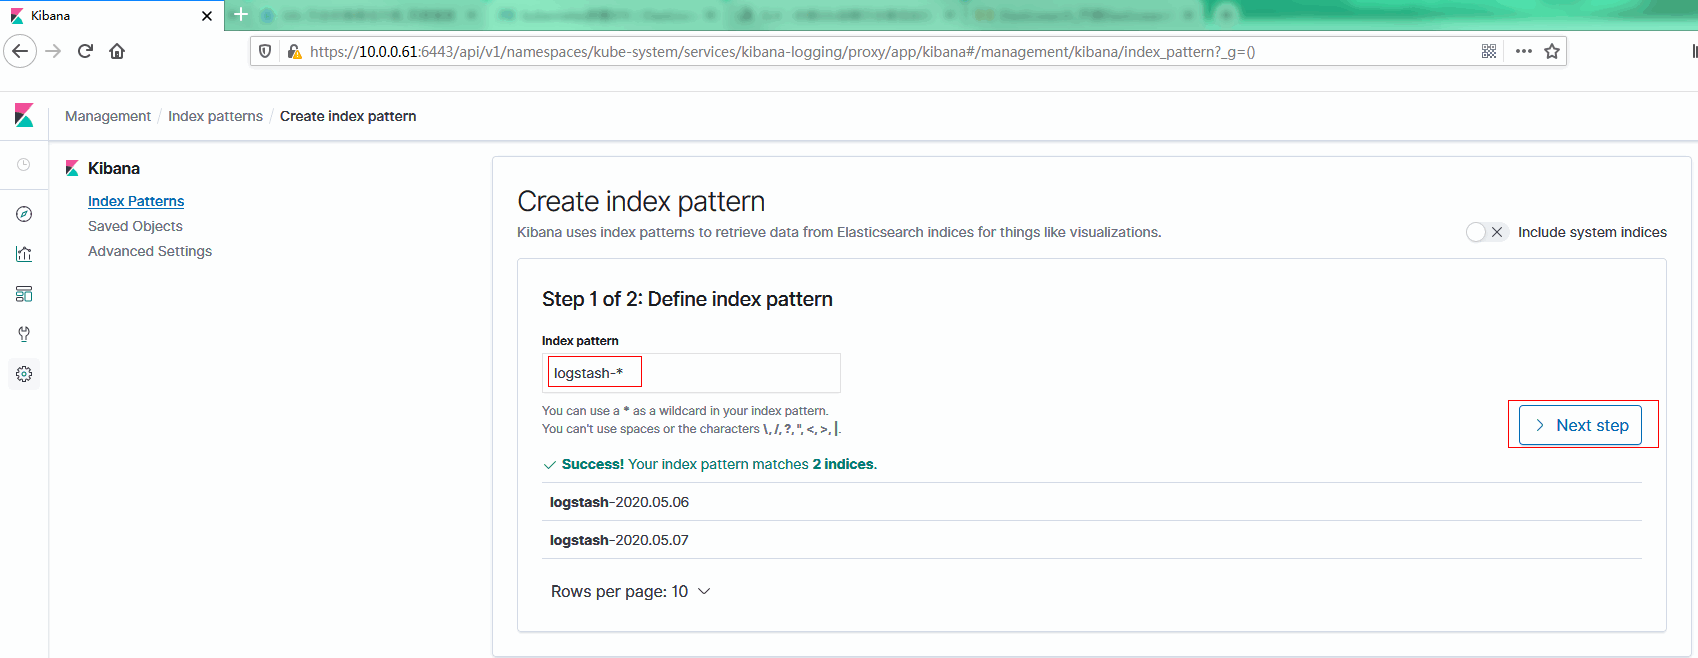 Kibana
https://10.0.0.61:6443/api/v1/namespaces/kube-system/services/kibana-logging/proxy/app/kibana#/management/kibana/index_pattern?_g=()
Management / Index patterns / Create index pattern
Kibana
Index Patterns
Saved Objects
Advanced Settings
Create index pattern
Kibana uses index patterns to retrieve data from Elasticsearch indices for things like visualizations.
Include system indices
Step 1 of 2: Define index pattern
Index pattern
logstash-*
You can use a * as a wildcard in your index pattern.
You can't use spaces or the characters \, /, ?, ", <, >, |.
Next step
Success! Your index pattern matches 2 indices.
logstash-2020.05.06
logstash-2020.05.07
Rows per page: 10